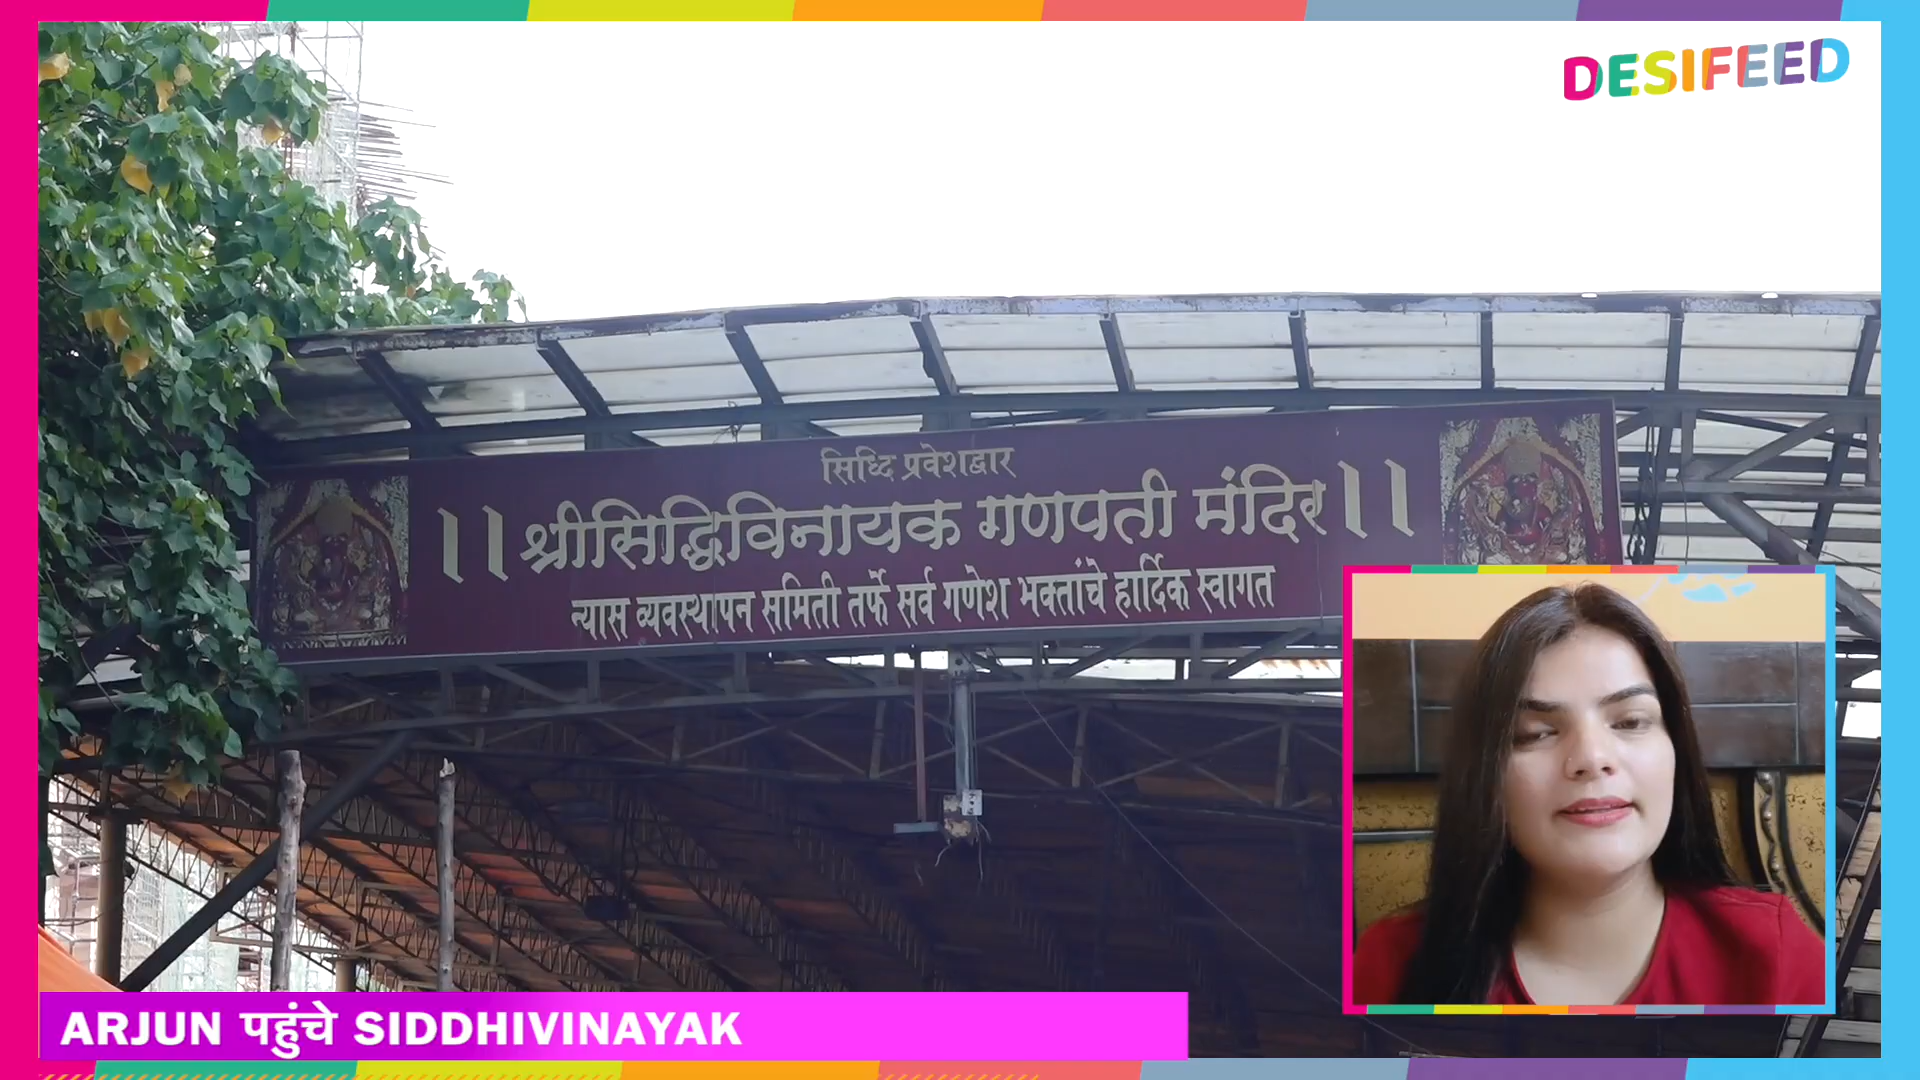 DESIFEED
सिध्दि प्रवेशद्वार
।।श्रीसिद्धिविनायक गणपती मंदिर।।
न्यास व्यवस्थापन समिती तर्फे सर्व गणेश भक्तांचे हार्दिक स्वागत
ARJUN पहुंचे SIDDHIVINAYAK